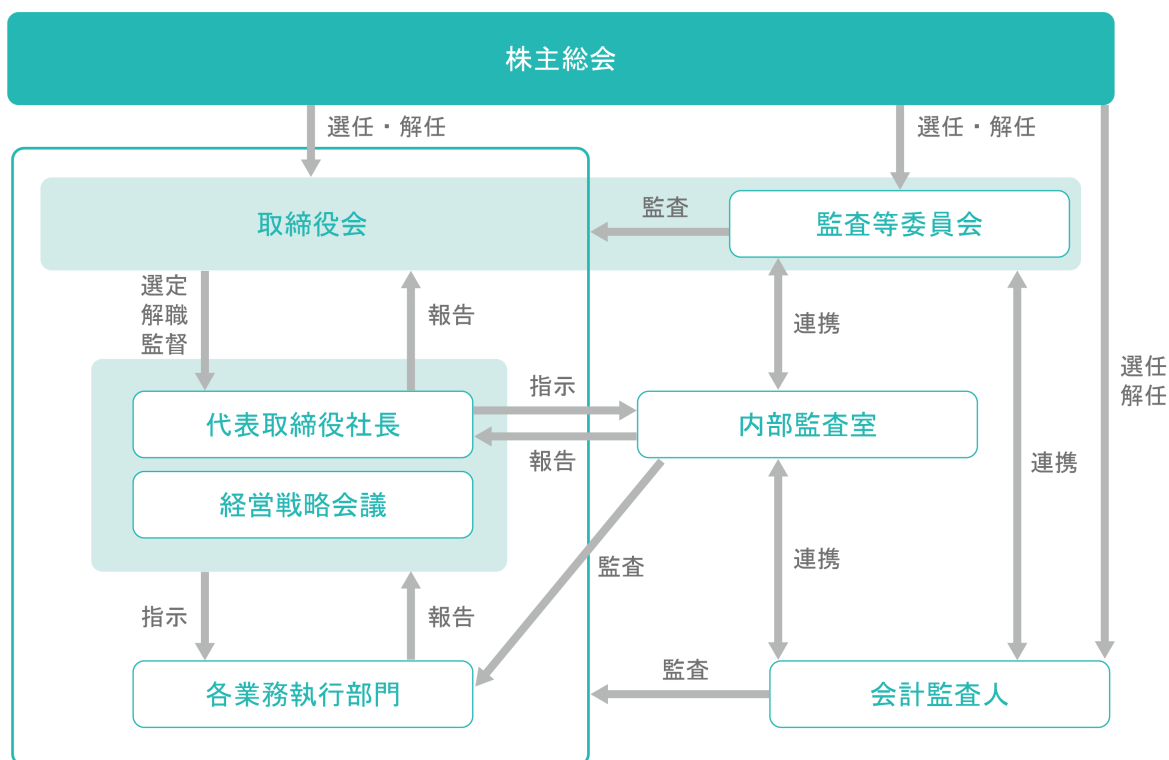 株主総会
選任・解任
選任・解任
取締役会
監査
監査等委員会
選定
解職
監督
報告
連携
選任
解任
代表取締役社長
指示
報告
内部監査室
経営戦略会議
連携
監査
連携
指示
報告
各業務執行部門
監査
会計監査人